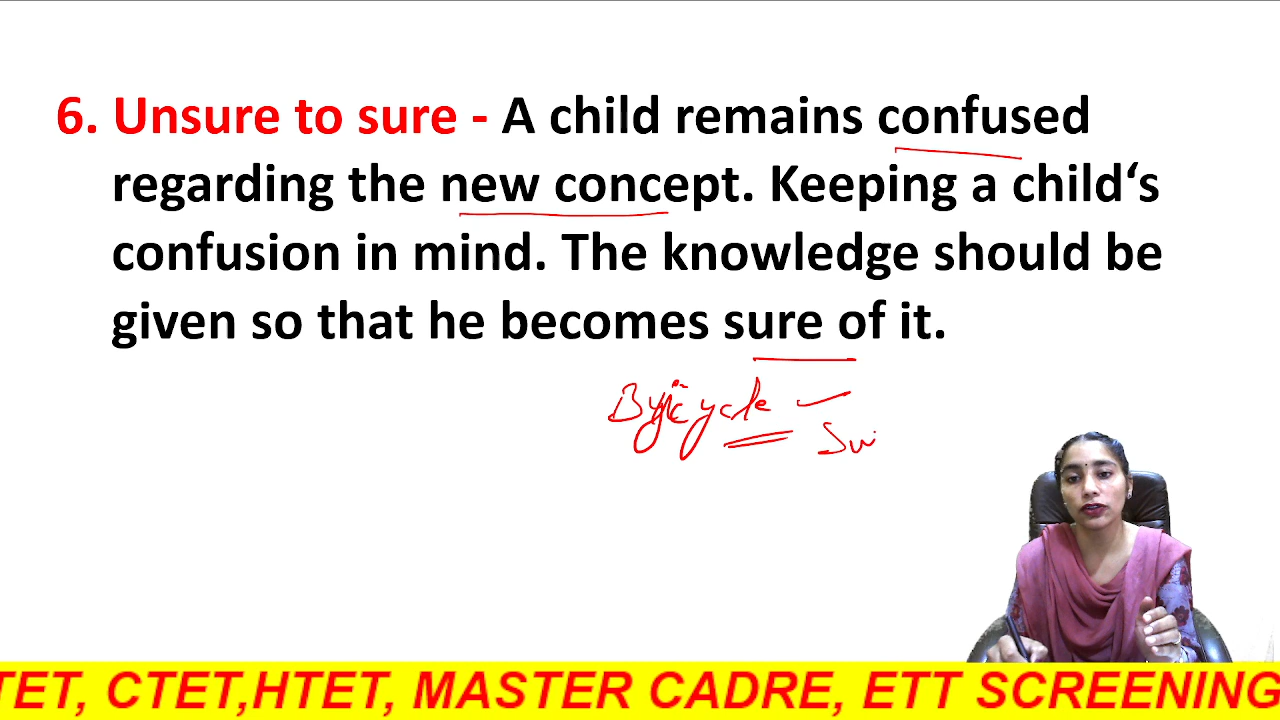 6. Unsure to sure - A child remains confused
regarding the new concept. Keeping a child‘s
confusion in mind. The knowledge should be
given so that he becomes sure of it.
TET, CTET,HTET, MASTER CADRE, ETT SCREENING